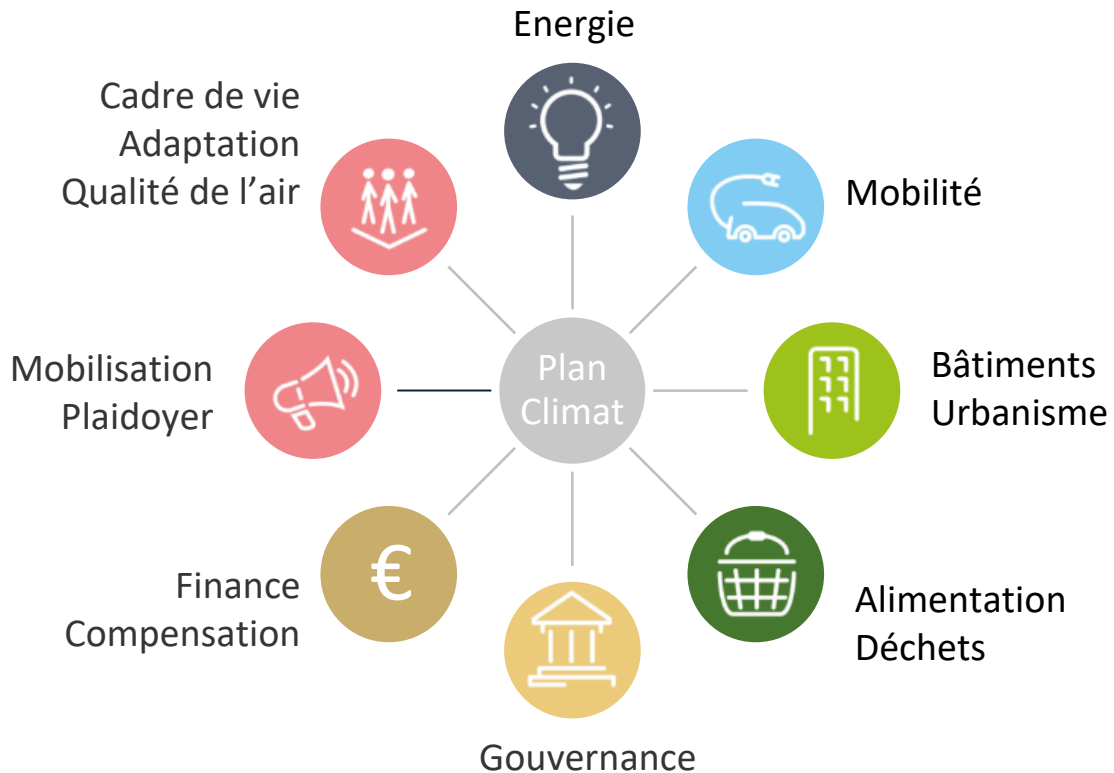 Energie
Cadre de vie
Adaptation
Qualité de l’air
Mobilité
Mobilisation
Plaidoyer
Plan
Climat
Bâtiments
Urbanisme
Finance
Compensation
€
Alimentation
Déchets
Gouvernance